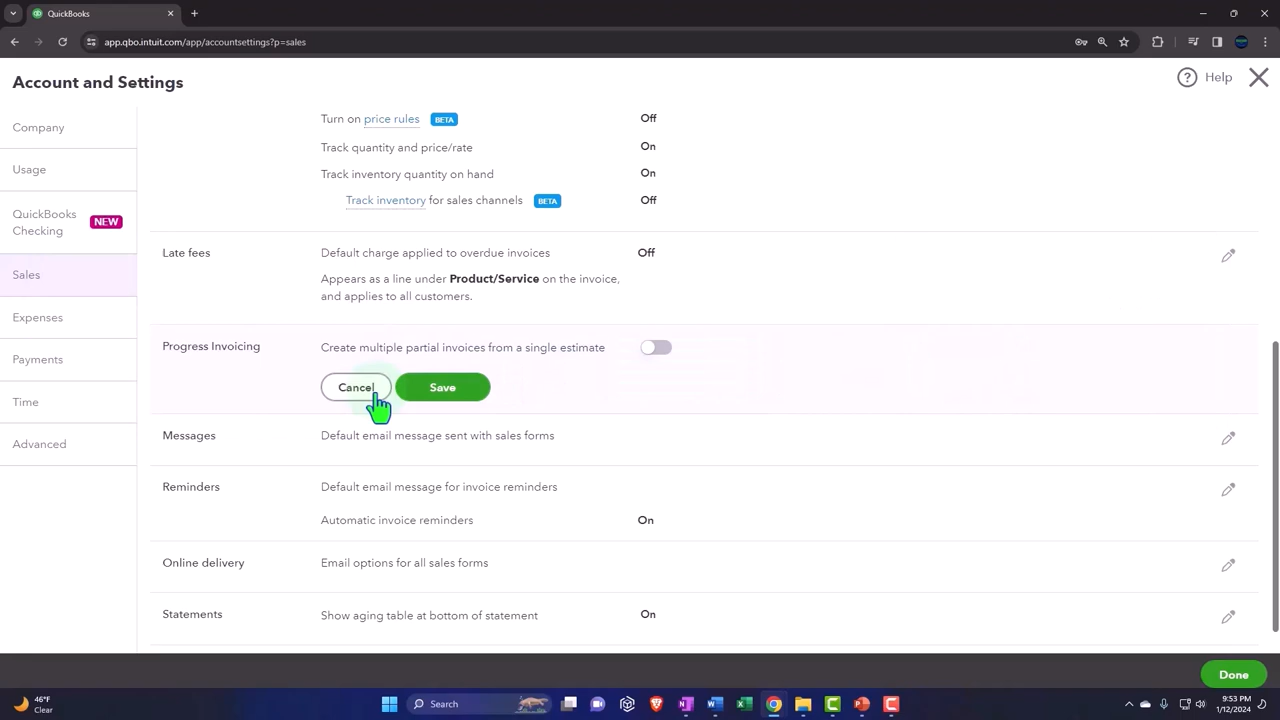 QuickBooks
app.qbo.intuit.com/app/accountsettings?p=sales
Account and Settings
Help
Company
Usage
QuickBooks
Checking NEW
Sales
Expenses
Payments
Time
Advanced
Turn on price rules BETA Off
Track quantity and price/rate On
Track inventory quantity on hand On
Track inventory for sales channels BETA Off
Late fees Default charge applied to overdue invoices Off
Appears as a line under Product/Service on the invoice,
and applies to all customers.
Progress Invoicing Create multiple partial invoices from a single estimate
Cancel Save
Messages Default email message sent with sales forms
Reminders Default email message for invoice reminders
Automatic invoice reminders On
Online delivery Email options for all sales forms
Statements Show aging table at bottom of statement On
Done
46°F
Clear
Search
9:53 PM
1/12/2024